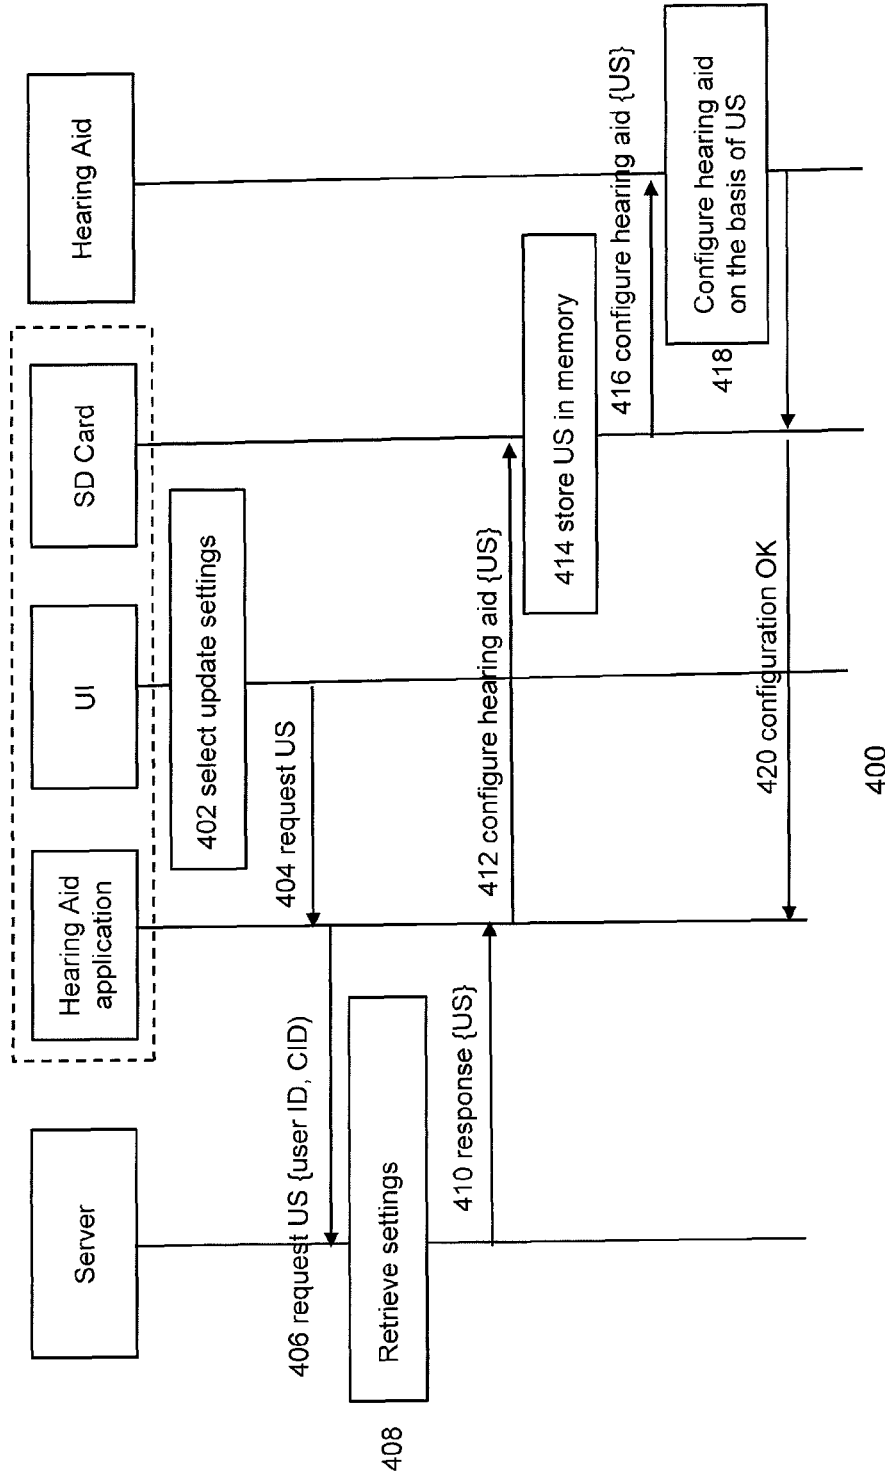 Server
Hearing Aid
application
UI
SD Card
Hearing Aid
402 select update settings
404 request US
406 request US {user ID, CID)
408
Retrieve settings
410 response {US}
412 configure hearing aid {US}
414 store US in memory
416 configure hearing aid {US}
418
Configure hearing aid
on the basis of US
420 configuration OK
400